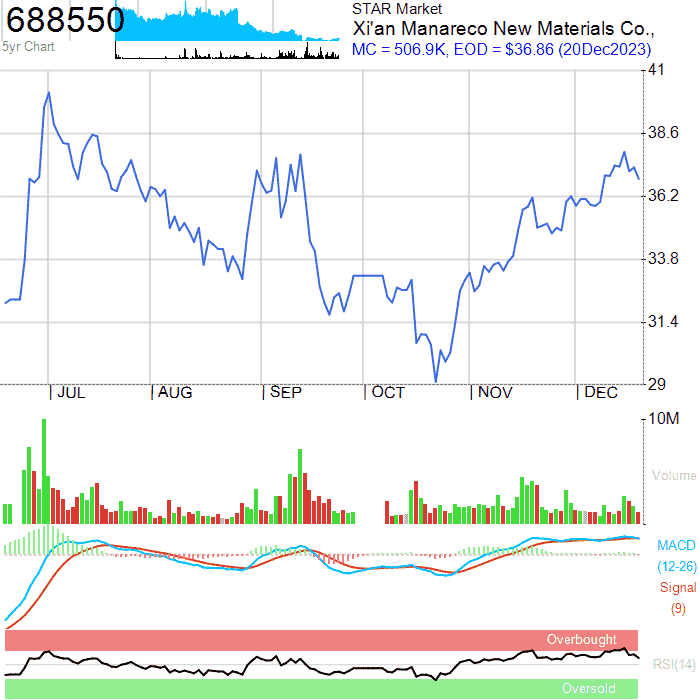 688550
5yr Chart
STAR Market
Xi'an Manareco New Materials Co.,
MC = 506.9K, EOD = $36.86 (20Dec2023)
41
38.6
36.2
33.8
31.4
29
JUL
AUG
SEP
OCT
NOV
DEC
10M
Volume
MACD
(12-26)
Signal
(9)
Overbought
RSI(14)
Oversold